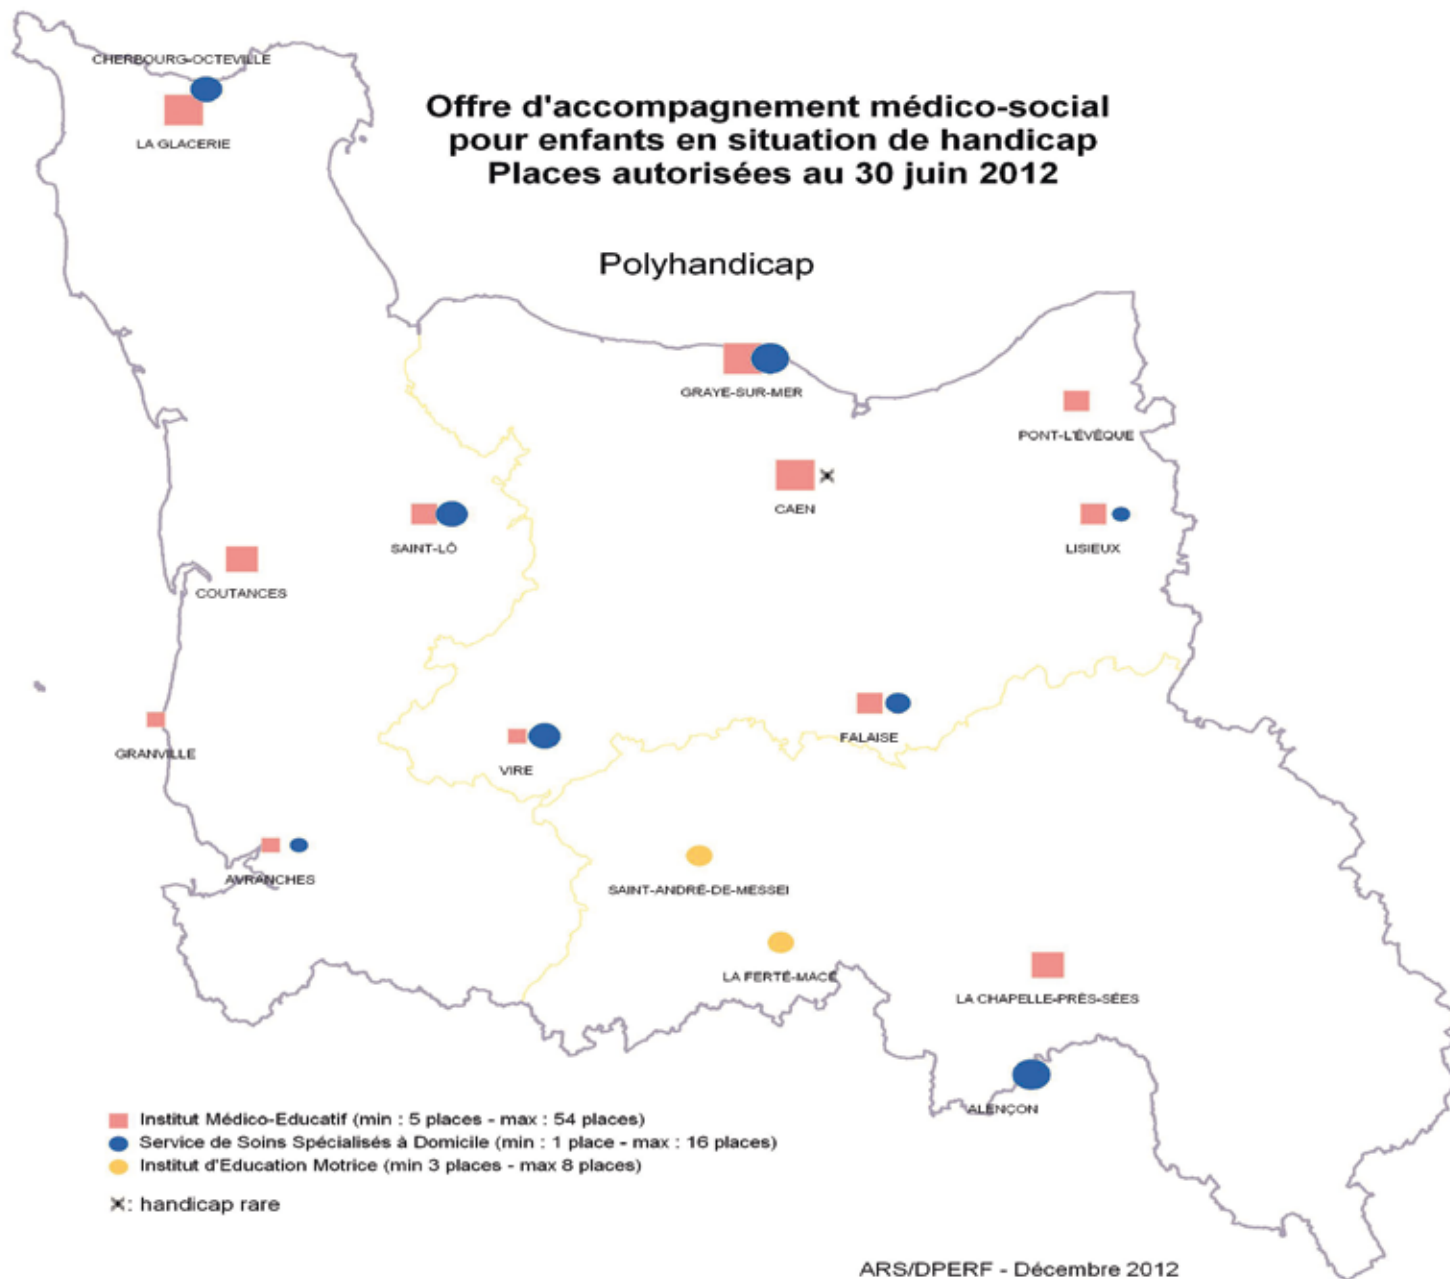 CHERBOURG-OCTEVILLE
LA GLACERIE
Offre d'accompagnement médico-social
pour enfants en situation de handicap
Places autorisées au 30 juin 2012
Polyhandicap
GRAYE-SUR-MER
PONT-L'ÉVÊQUE
CAEN
SAINT-LÔ
LISIEUX
COUTANCES
GRANVILLE
VIRE
FALAISE
AVRANCHES
SAINT-ANDRÉ-DE-MESSEI
LA FERTÉ-MACÉ
LA CHAPELLE-PRÈS-SÉES
ALENÇON
Institut Médico-Educatif (min : 5 places - max : 54 places)
Service de Soins Spécialisés à Domicile (min : 1 place - max : 16 places)
Institut d'Education Motrice (min 3 places - max 8 places)
: handicap rare
ARS/DPERF - Décembre 2012